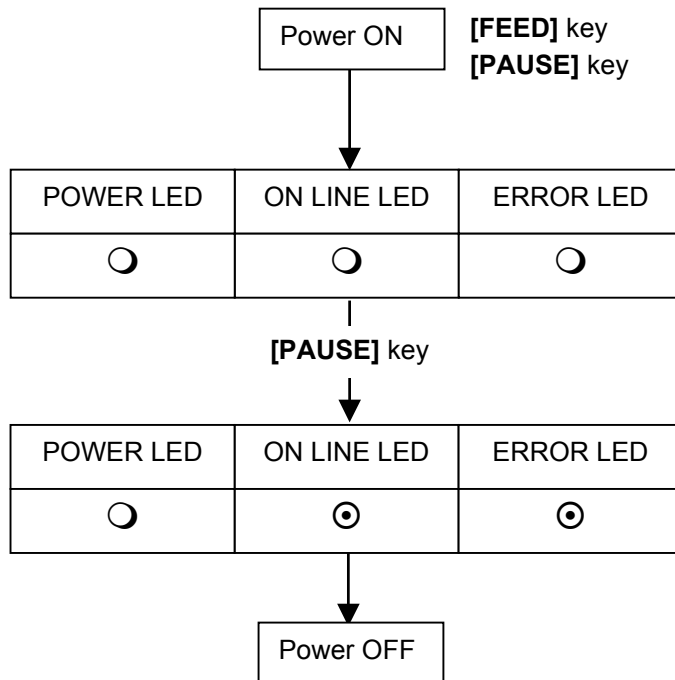 Power ON
[FEED] key
[PAUSE] key
POWER LED ON LINE LED ERROR LED
[PAUSE] key
POWER LED ON LINE LED ERROR LED
Power OFF